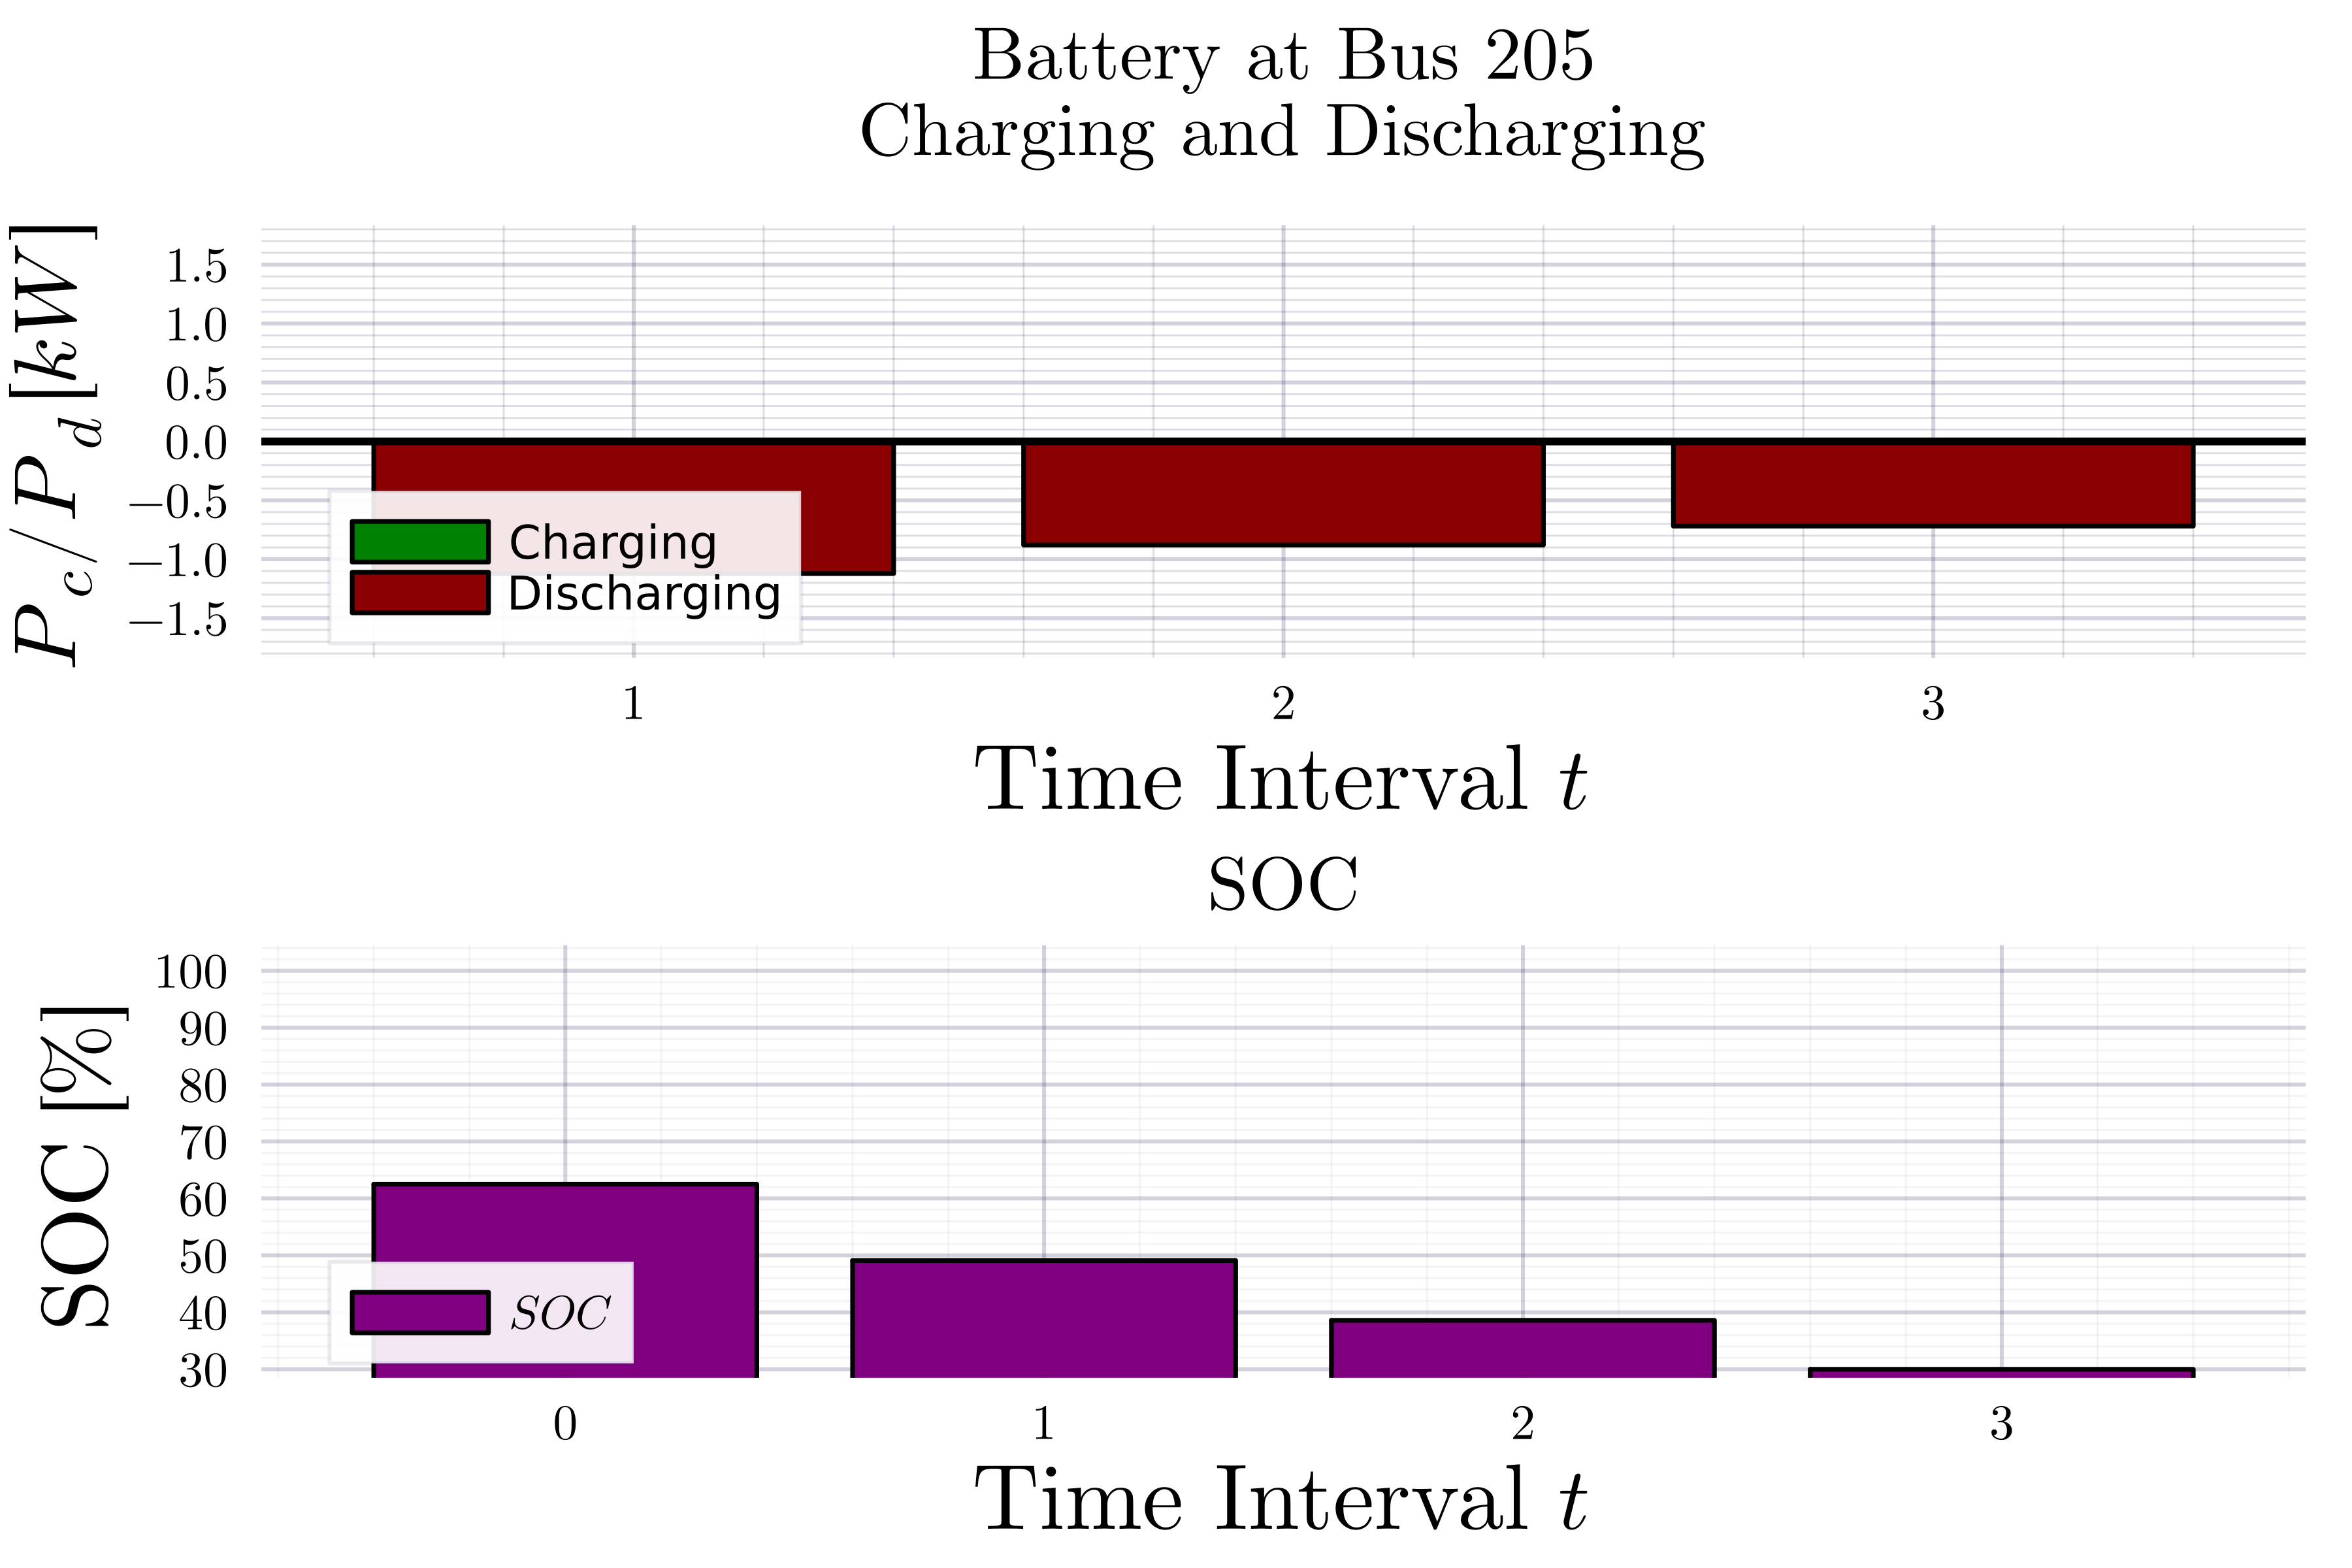 Battery at Bus 205
Charging and Discharging
P_c/P_d [kW]
1.5
1.0
0.5
0.0
−0.5
−1.0
−1.5
Charging
Discharging
1 2 3
Time Interval t
SOC
SOC [%]
100
90
80
70
60
50
40
30
SOC
0 1 2 3
Time Interval t